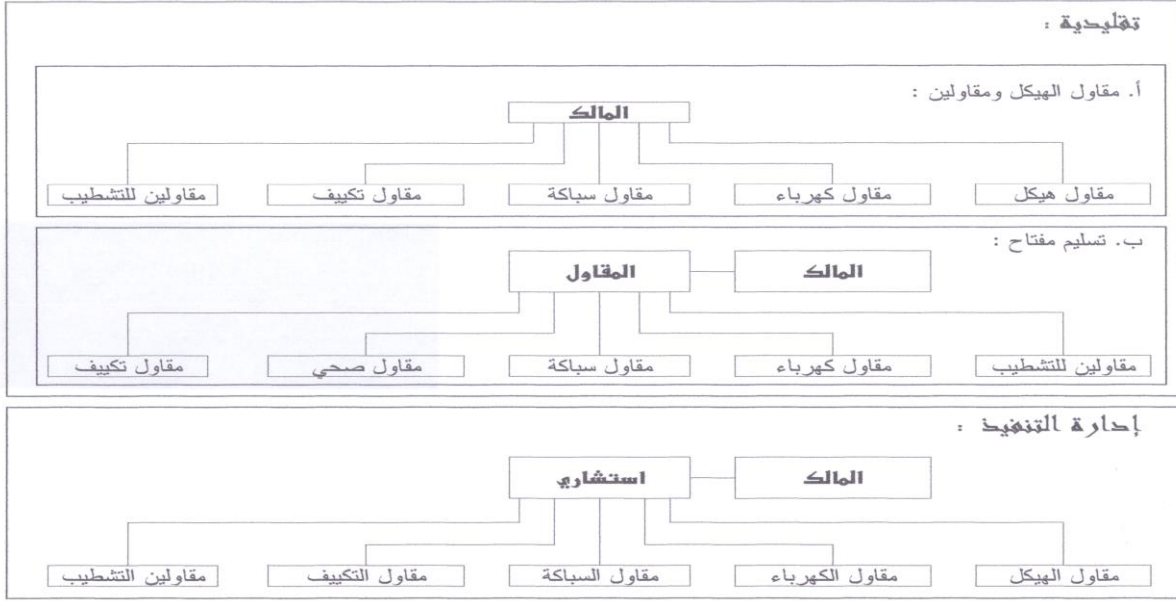 تقليدية :
أ. مقاول الهيكل ومقاولين :
المالك
مقاول هيكل
مقاول كهرباء
مقاول سباكة
مقاول تكييف
مقاولين للتشطيب
ب. تسليم مفتاح :
المالك
المقاول
مقاولين للتشطيب
مقاول كهرباء
مقاول سباكة
مقاول صحي
مقاول تكييف
إدارة التنفيذ :
المالك
استشاري
مقاول الهيكل
مقاول الكهرباء
مقاول السباكة
مقاول التكييف
مقاولين التشطيب